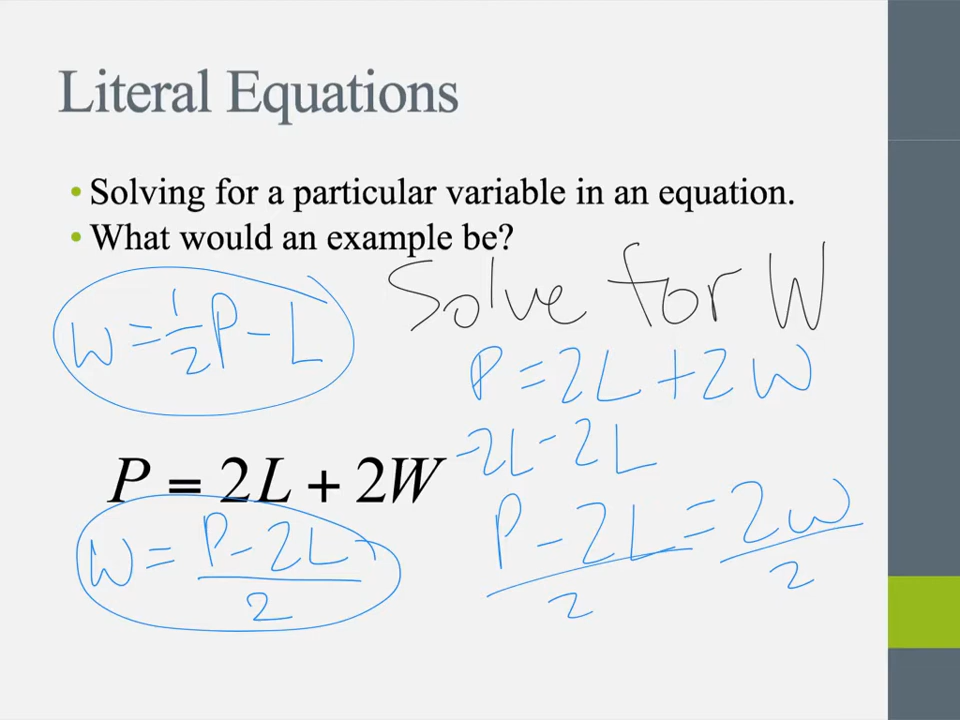 Literal Equations
• Solving for a particular variable in an equation.
• What would an example be?
Solve for W
W = 1/2 P - L
P = 2L + 2W
-2L -2L
P = 2L + 2W
P - 2L = 2W
2 2
W = P - 2L
2